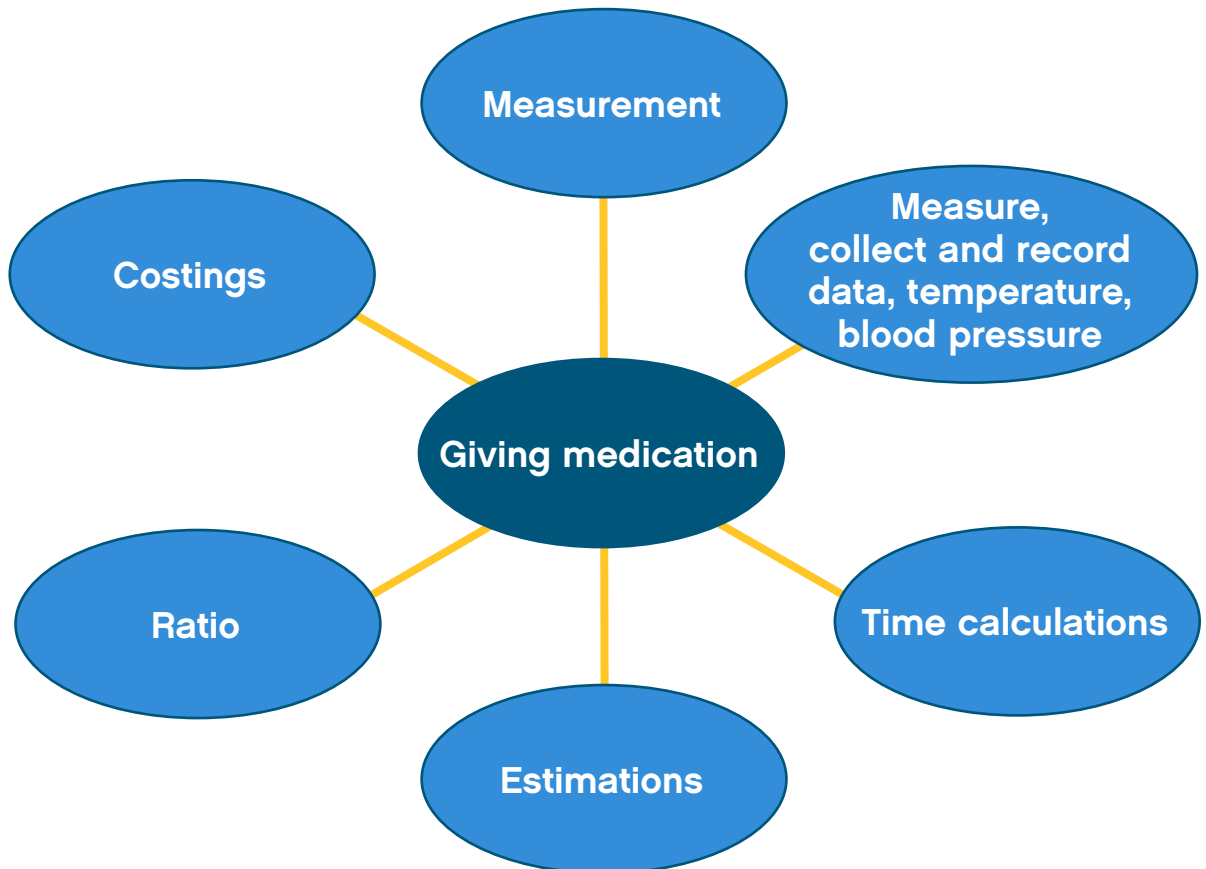 Measurement
Measure,
collect and record
data, temperature,
blood pressure
Costings
Giving medication
Ratio
Time calculations
Estimations